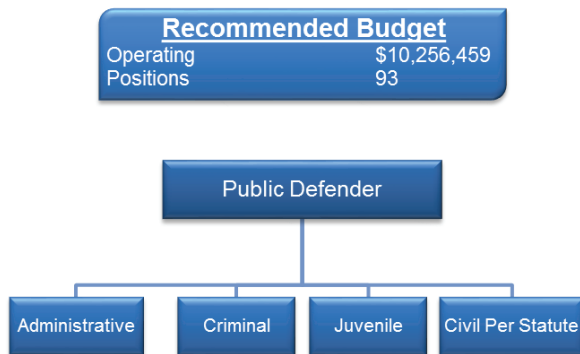 Recommended Budget
Operating $10,256,459
Positions 93
Public Defender
Administrative
Criminal
Juvenile
Civil Per Statute